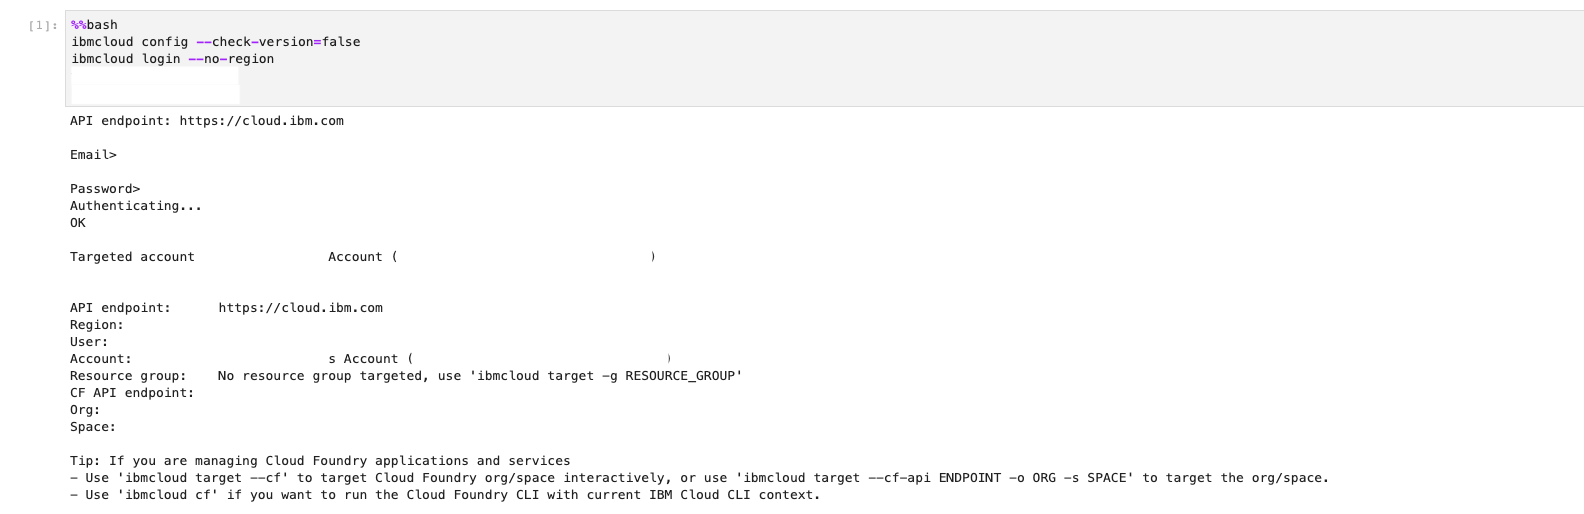 [1]: %%bash
ibmcloud config --check-version=false
ibmcloud login --no-region
API endpoint: https://cloud.ibm.com
Email>
Password>
Authenticating...
OK
Targeted account Account ( )
API endpoint: https://cloud.ibm.com
Region:
User:
Account: s Account ( )
Resource group: No resource group targeted, use 'ibmcloud target -g RESOURCE_GROUP'
CF API endpoint:
Org:
Space:
Tip: If you are managing Cloud Foundry applications and services
- Use 'ibmcloud target --cf' to target Cloud Foundry org/space interactively, or use 'ibmcloud target --cf-api ENDPOINT -o ORG -s SPACE' to target the org/space.
- Use 'ibmcloud cf' if you want to run the Cloud Foundry CLI with current IBM Cloud CLI context.